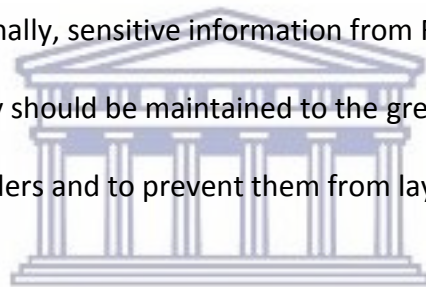 nally, sensitive information from
y should be maintained to the gre
lers and to prevent them from lay